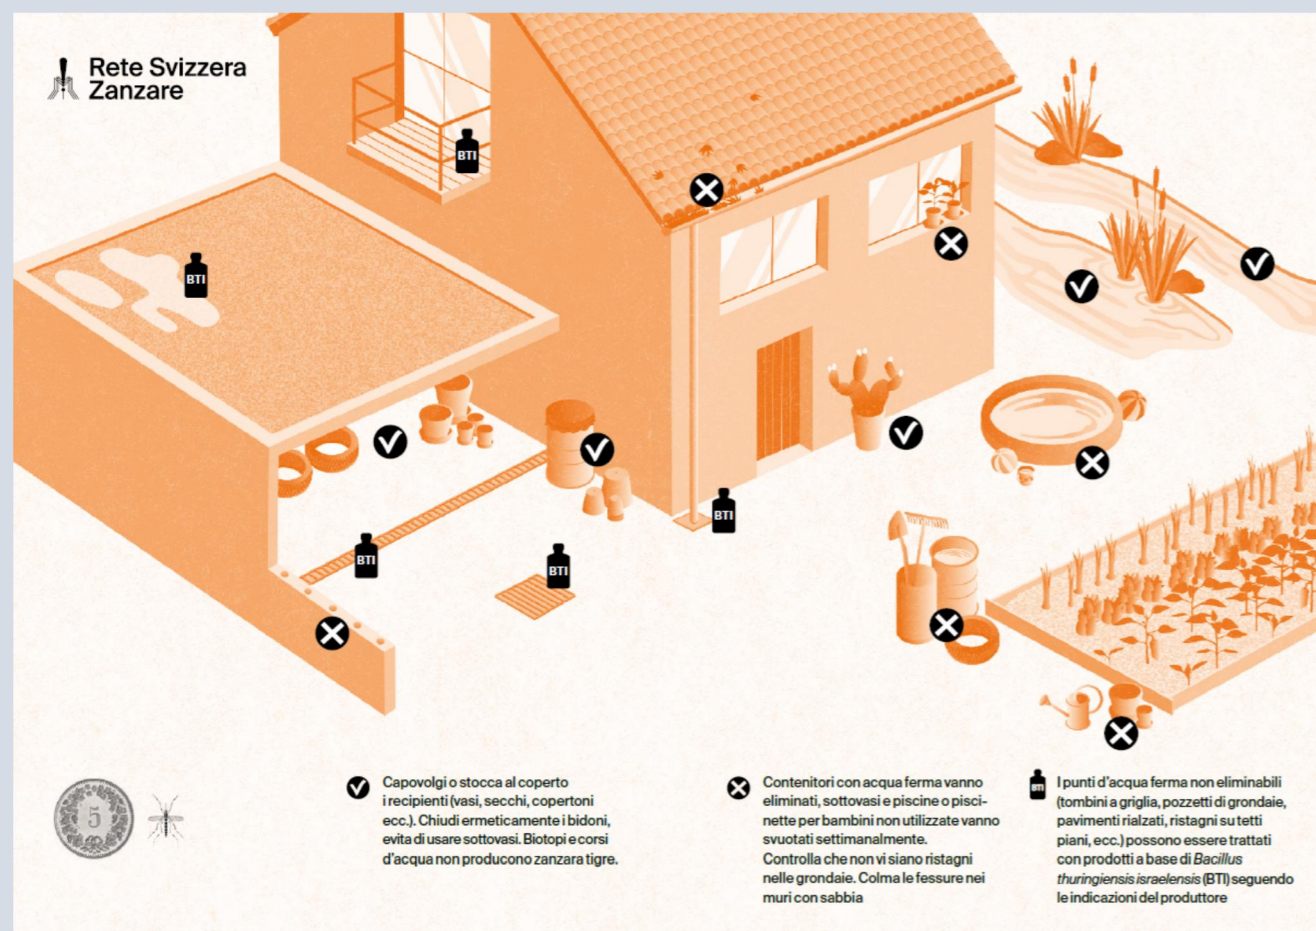 Rete Svizzera
Zanzare
BTI
BTI
BTI
BTI
BTI
5
Capovolgi o stocca al coperto
i recipienti (vasi, secchi, copertoni
ecc.). Chiudi ermeticamente i bidoni,
evita di usare sottovasi. Biotopi e corsi
d'acqua non producono zanzara tigre.
Contenitori con acqua ferma vanno
eliminati, sottovasi e piscine o pisci-
nette per bambini non utilizzate vanno
svuotati settimanalmente.
Controlla che non vi siano ristagni
nelle grondaie. Colma le fessure nei
muri con sabbia
BTI
I punti d'acqua ferma non eliminabili
(tombini a griglia, pozzetti di grondaie,
pavimenti rialzati, ristagni su tetti
piani, ecc.) possono essere trattati
con prodotti a base di Bacillus
thuringiensis israelensis (BTI) seguendo
le indicazioni del produttore